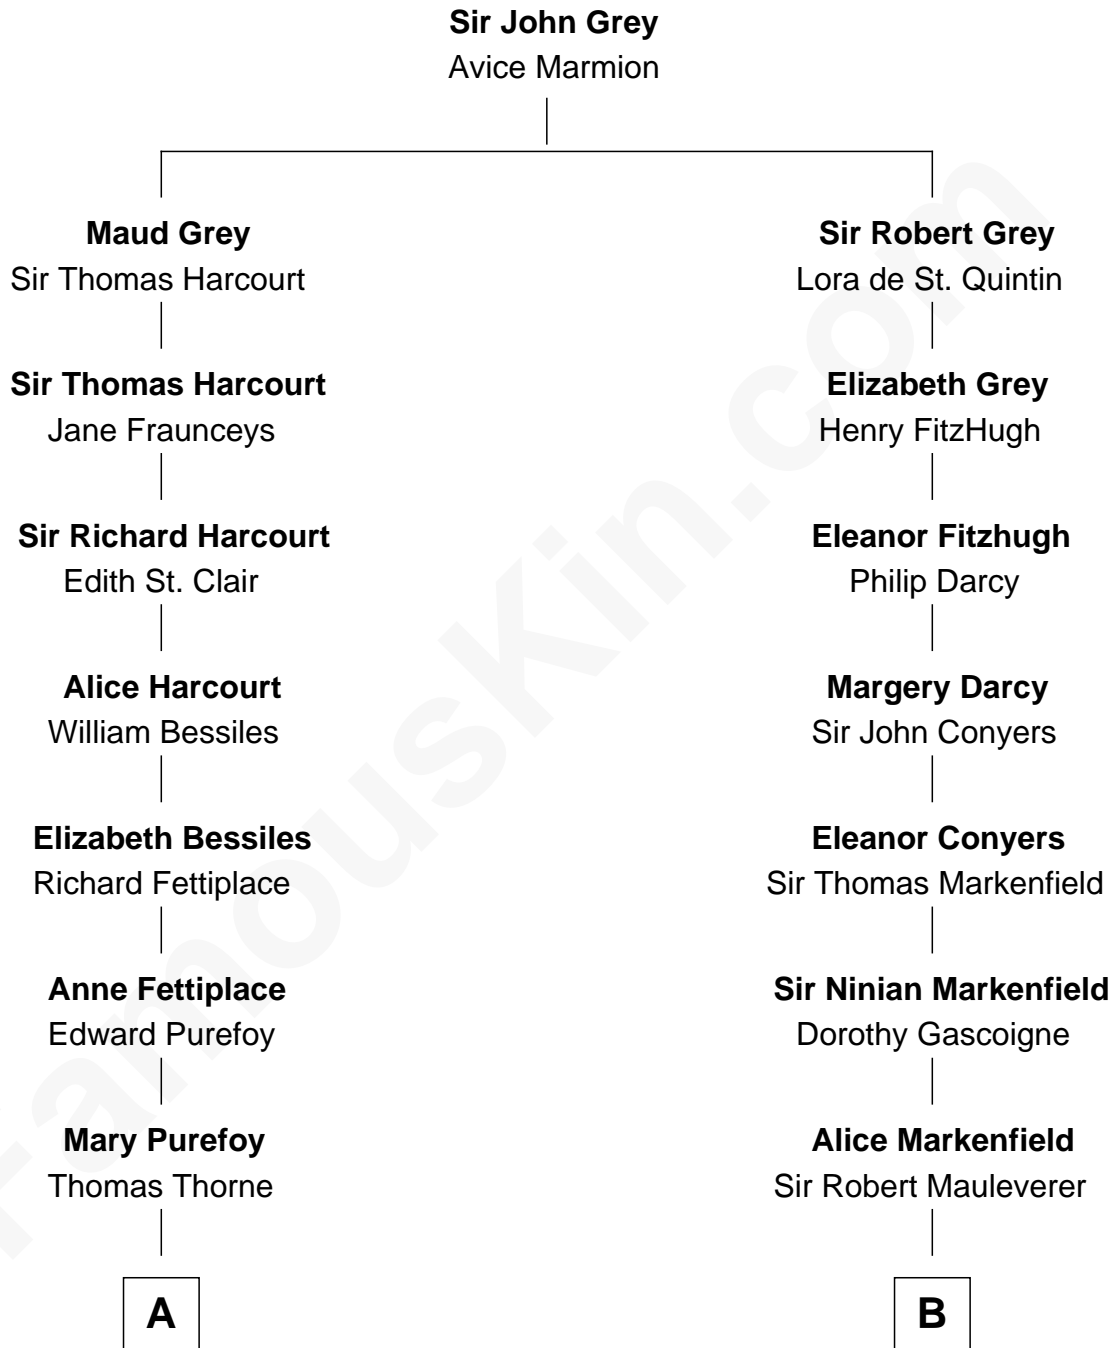 Sir John Grey
Avice Marmion
Maud Grey
Sir Thomas Harcourt
Sir Robert Grey
Lora de St. Quintin
Sir Thomas Harcourt
Jane Fraunceys
Elizabeth Grey
Henry FitzHugh
Sir Richard Harcourt
Edith St. Clair
Eleanor Fitzhugh
Philip Darcy
Alice Harcourt
William Bessiles
Margery Darcy
Sir John Conyers
Elizabeth Bessiles
Richard Fettiplace
Eleanor Conyers
Sir Thomas Markenfield
Anne Fettiplace
Edward Purefoy
Sir Ninian Markenfield
Dorothy Gascoigne
Mary Purefoy
Thomas Thorne
Alice Markenfield
Sir Robert Mauleverer
A
B
FamousKin.com